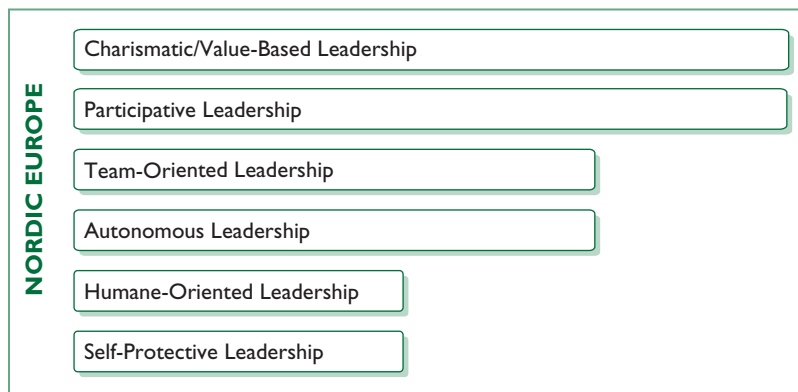 NORDIC EUROPE
Charismatic/Value-Based Leadership
Participative Leadership
Team-Oriented Leadership
Autonomous Leadership
Humane-Oriented Leadership
Self-Protective Leadership